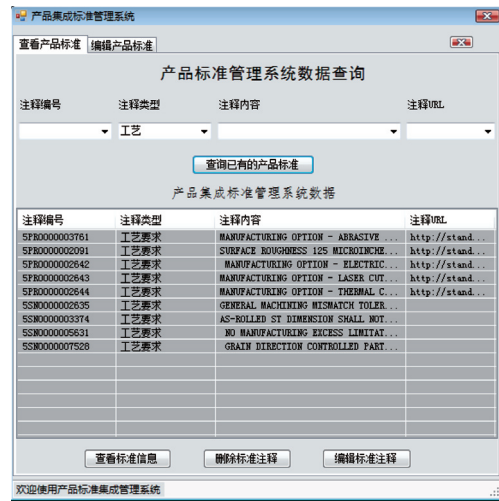 产品集成标准管理系统
查看产品标准 编辑产品标准
产品标准管理系统数据查询
注释编号 注释类型 注释内容 注释URL
工艺
查询已有的产品标准
产品集成标准管理系统数据
注释编号 注释类型 注释内容 注释URL
5PR0000003761 工艺要求 MANUFACTURING OPTION - ABRASIVE ... http://stand...
5PR0000002091 工艺要求 SURFACE ROUGHNESS 125 MICROINCHE... http://stand...
5PR0000002642 工艺要求 MANUFACTURING OPTION - ELECTRIC... http://stand...
5PR0000002643 工艺要求 MANUFACTURING OPTION - LASER CUT... http://stand...
5PR0000002644 工艺要求 MANUFACTURING OPTION - THERMAL C... http://stand...
5SN0000002635 工艺要求 GENERAL MACHINING MISMATCH TOLER...
5SN0000003374 工艺要求 AS-ROLLED ST DIMENSION SHALL NOT...
5SN0000005631 工艺要求 NO MANUFACTURING EXCESS LIMITAT...
5SN0000007528 工艺要求 GRAIN DIRECTION CONTROLLED PART...
查看标准信息 删除标准注释 编辑标准注释
欢迎使用产品标准集成管理系统